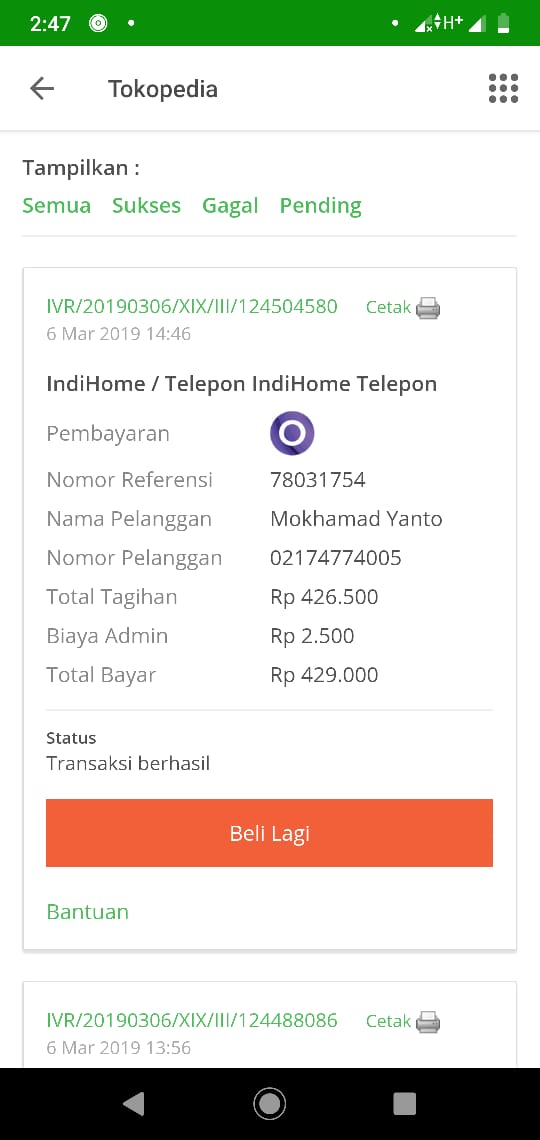 2:47
H+
Tokopedia
Tampilkan :
Semua Sukses Gagal Pending
IVR/20190306/XIX/III/124504580 Cetak
6 Mar 2019 14:46
IndiHome / Telepon IndiHome Telepon
Pembayaran
Nomor Referensi 78031754
Nama Pelanggan Mokhamad Yanto
Nomor Pelanggan 02174774005
Total Tagihan Rp 426.500
Biaya Admin Rp 2.500
Total Bayar Rp 429.000
Status
Transaksi berhasil
Beli Lagi
Bantuan
IVR/20190306/XIX/III/124488086 Cetak
6 Mar 2019 13:56